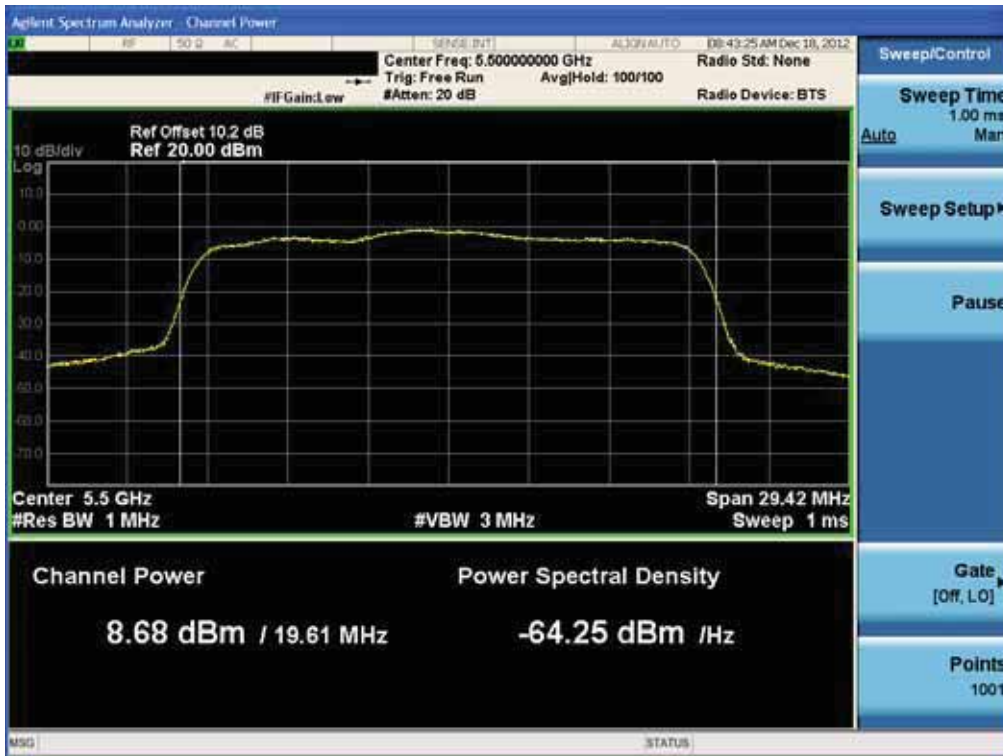 Agilent Spectrum Analyzer - Channel Power
LXI RF 50 Ω AC SENSE:INT ALIGN AUTO 08:43:25 AM Dec 18, 2012
Center Freq: 5.500000000 GHz Radio Std: None
Trig: Free Run Avg|Hold: 100/100
#IFGain:Low #Atten: 20 dB Radio Device: BTS
Ref Offset 10.2 dB
10 dB/div Ref 20.00 dBm
Log
10.0
0.00
-10.0
-20.0
-30.0
-40.0
-50.0
-60.0
-70.0
Center 5.5 GHz Span 29.42 MHz
#Res BW 1 MHz #VBW 3 MHz Sweep 1 ms
Channel Power Power Spectral Density
8.68 dBm / 19.61 MHz -64.25 dBm /Hz
MSG STATUS
Sweep/Control
Sweep Time
1.00 ms
Auto Man
Sweep Setup
Pause
Gate
[Off, LO]
Points
1001